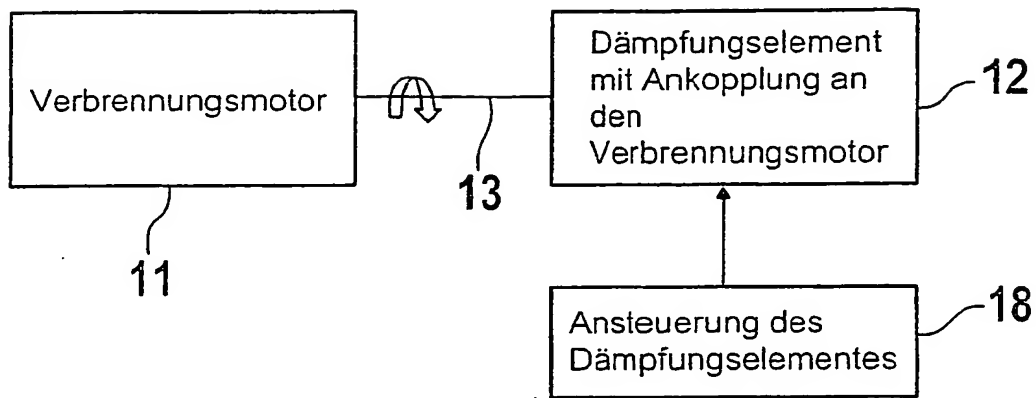 Verbrennungsmotor
Dämpfungselement
mit Ankopplung an
den
Verbrennungsmotor
12
13
11
Ansteuerung des
Dämpfungselementes
18